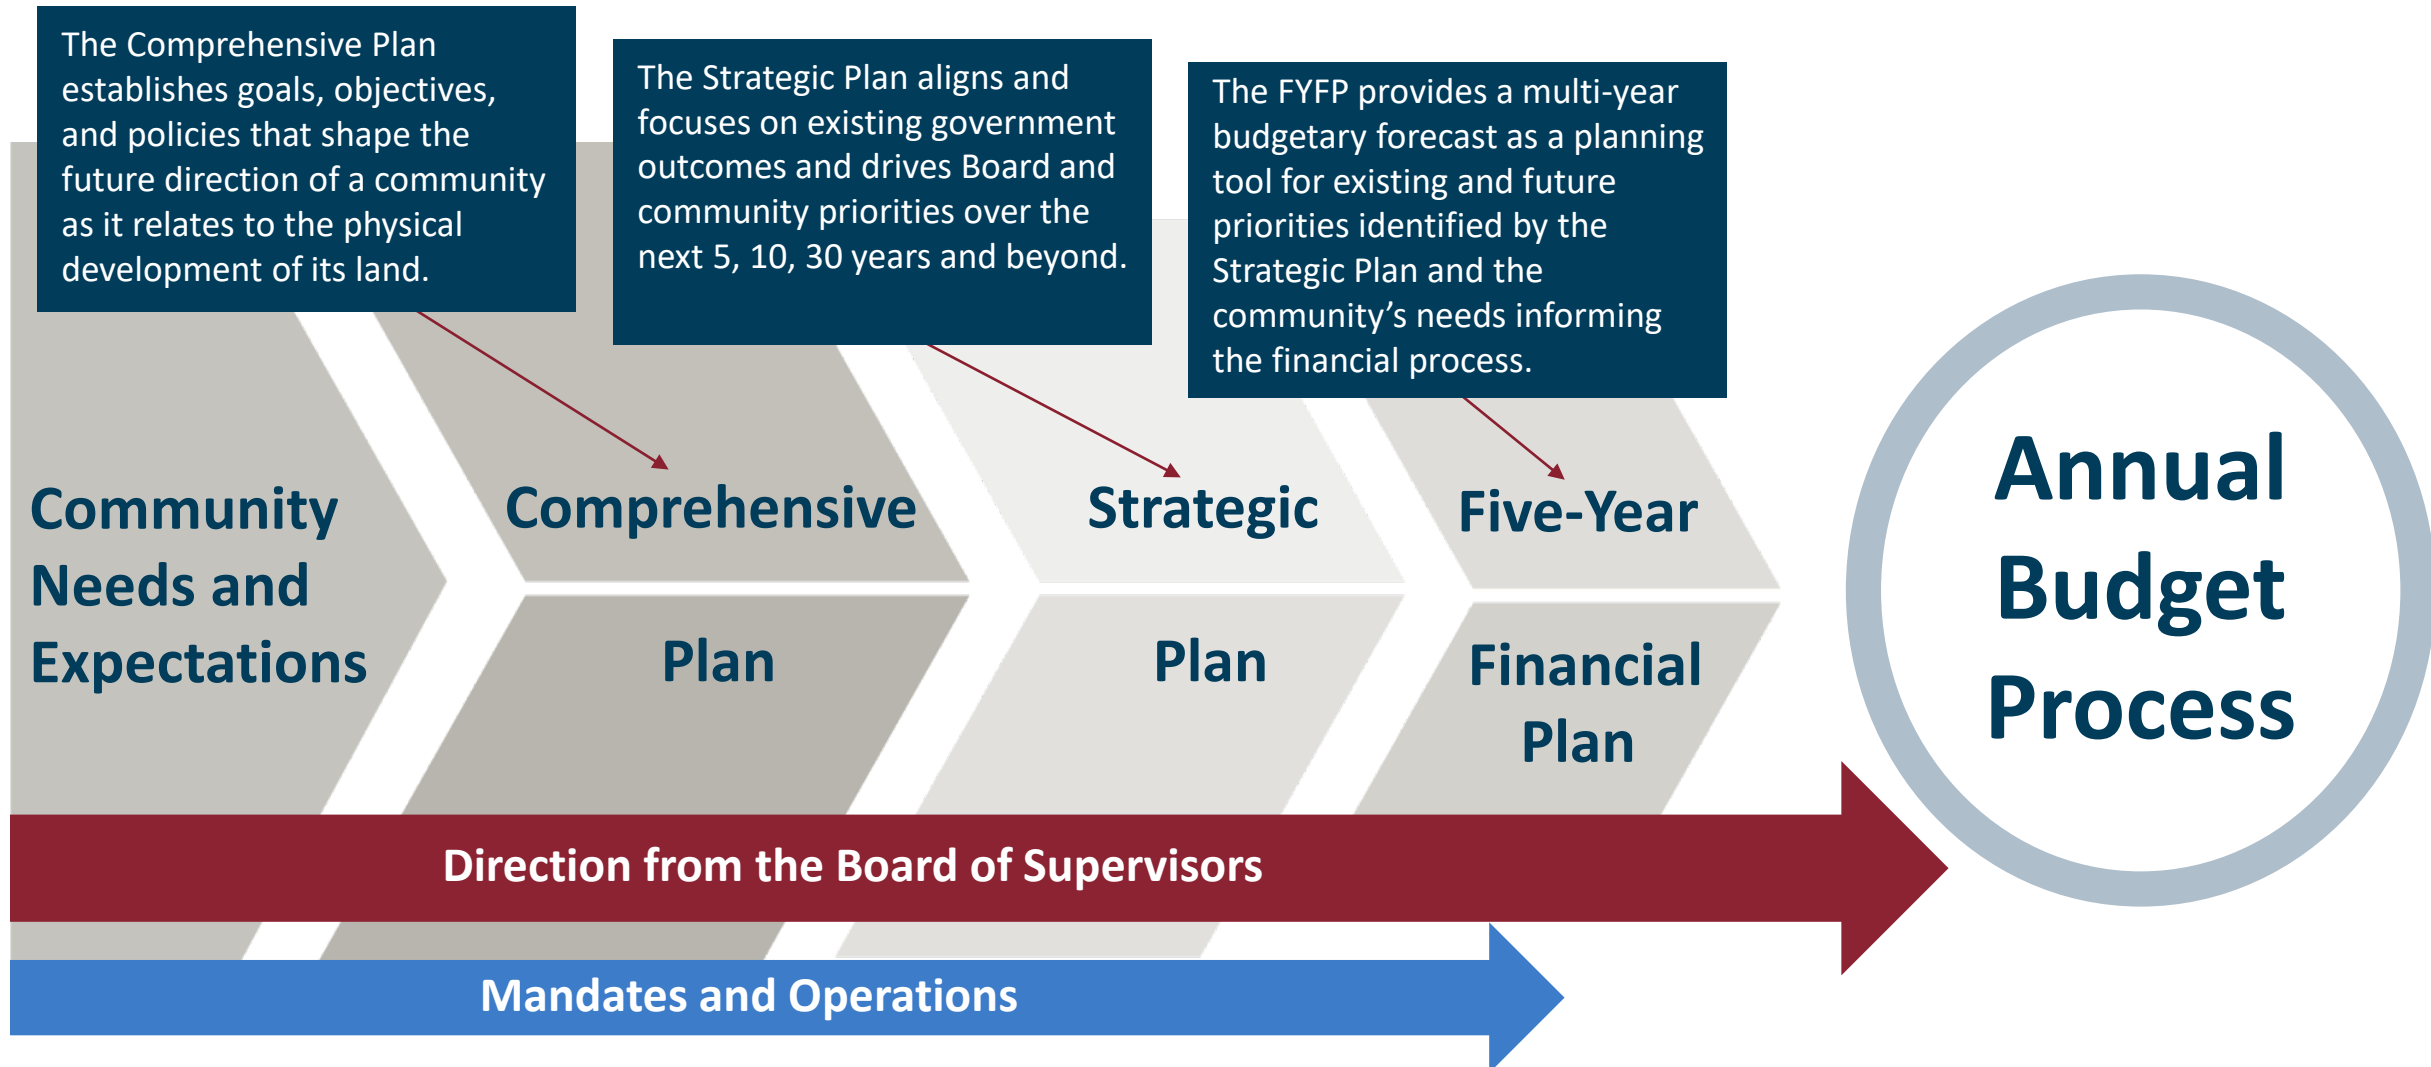 The Comprehensive Plan
establishes goals, objectives,
and policies that shape the
future direction of a community
as it relates to the physical
development of its land.
The Strategic Plan aligns and
focuses on existing government
outcomes and drives Board and
community priorities over the
next 5, 10, 30 years and beyond.
The FYFP provides a multi-year
budgetary forecast as a planning
tool for existing and future
priorities identified by the
Strategic Plan and the
community’s needs informing
the financial process.
Community
Needs and
Expectations
Comprehensive
Plan
Strategic
Plan
Five-Year
Financial
Plan
Annual
Budget
Process
Direction from the Board of Supervisors
Mandates and Operations